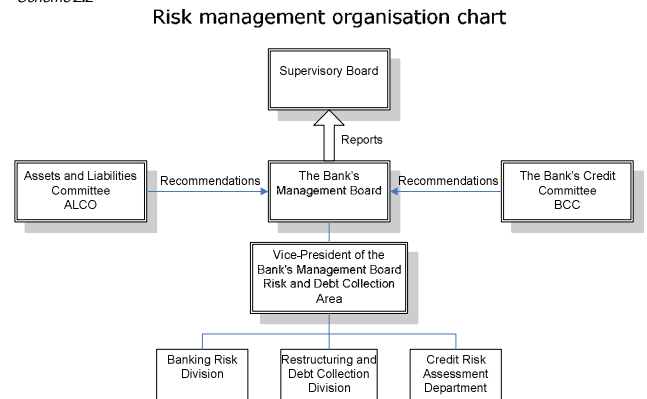 Risk management organisation chart
Supervisory Board
Reports
Assets and Liabilities
Committee
ALCO
Recommendations
The Bank's
Management Board
Recommendations
The Bank's Credit
Committee
BCC
Vice-President of the
Bank's Management Board
Risk and Debt Collection
Area
Banking Risk
Division
Restructuring and
Debt Collection
Division
Credit Risk
Assessment
Department